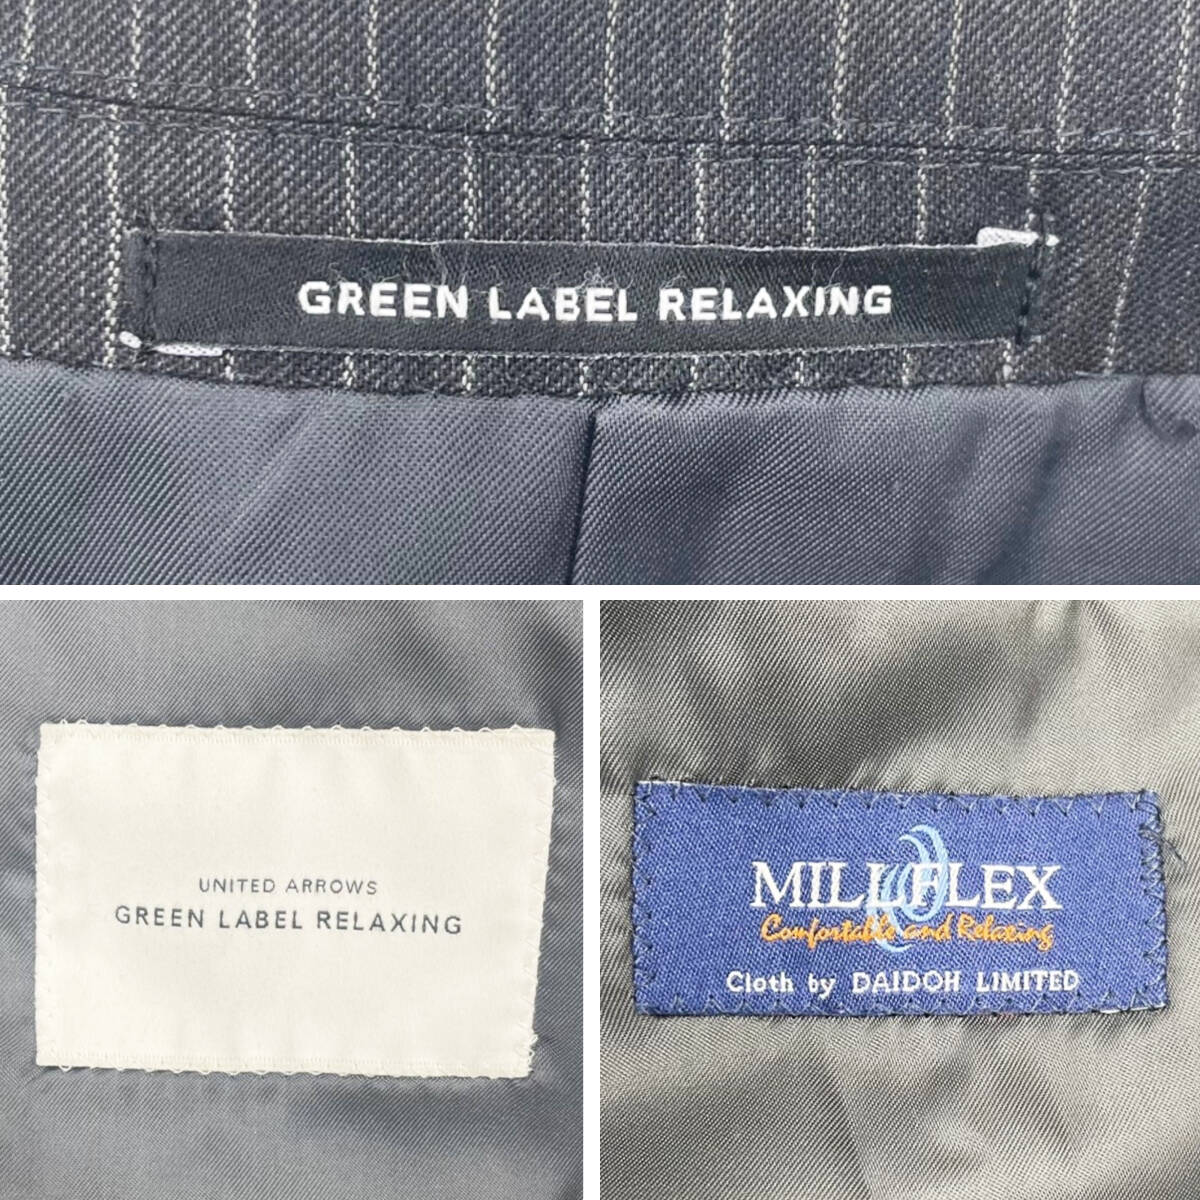 GREEN LABEL RELAXING
UNITED ARROWS
GREEN LABEL RELAXING
MILLFLEX
Comfortable and Relaxing
Cloth by DAIDOH LIMITED